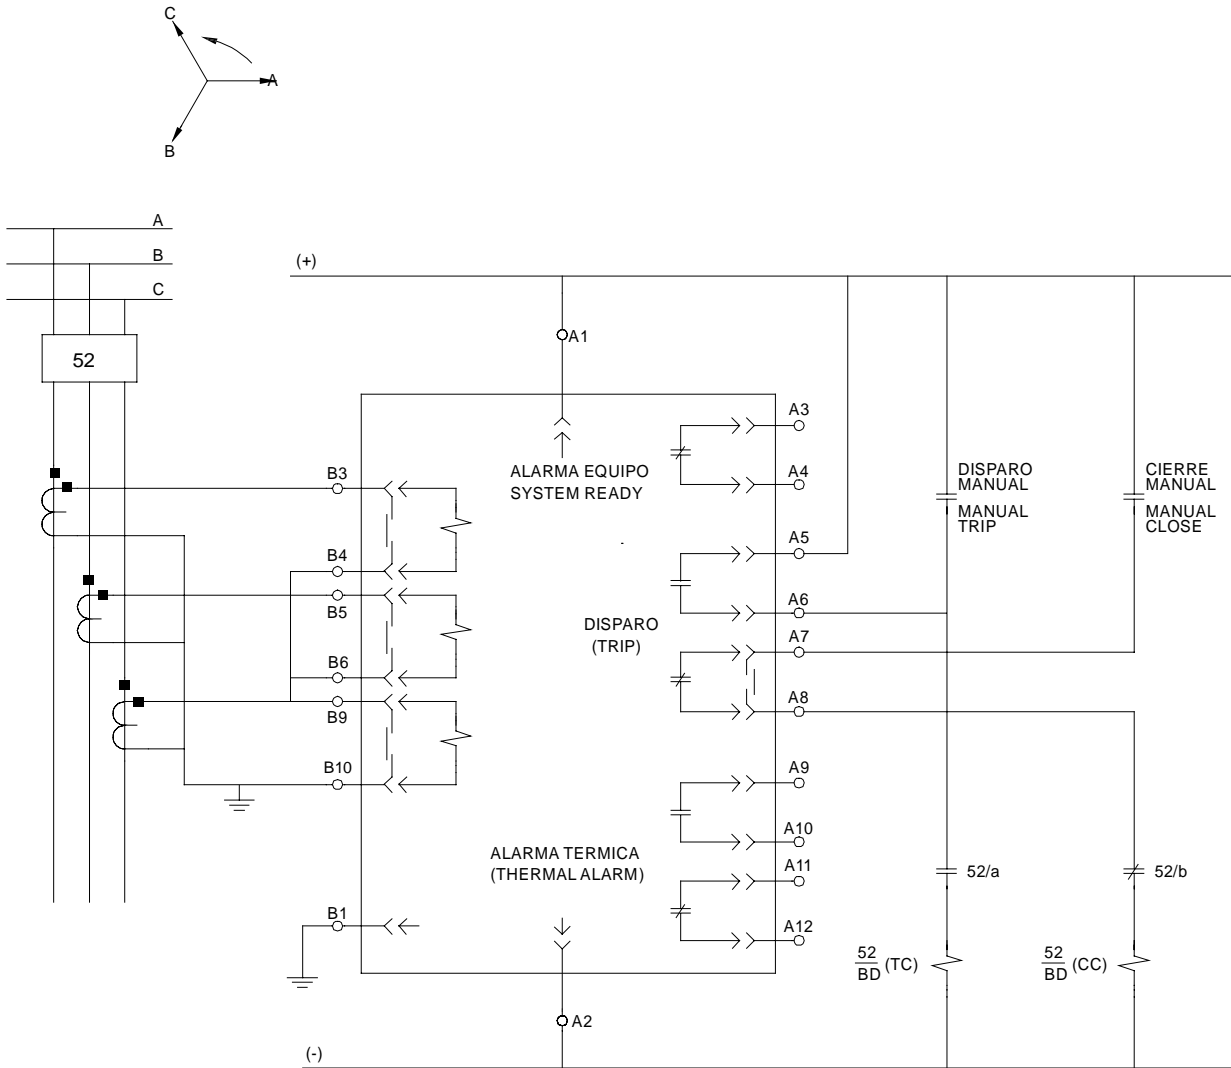 C
A
B
A
B
C
(+)
52
A1
A3
A4
ALARMA EQUIPO
SYSTEM READY
DISPARO
MANUAL
MANUAL
TRIP
CIERRE
MANUAL
MANUAL
CLOSE
B3
B4
B5
B6
B9
B10
A5
A6
DISPARO
(TRIP)
A7
A8
A9
A10
ALARMA TERMICA
(THERMAL ALARM)
A11
A12
52/a
52/b
B1
52
BD (TC)
52
BD (CC)
A2
(-)